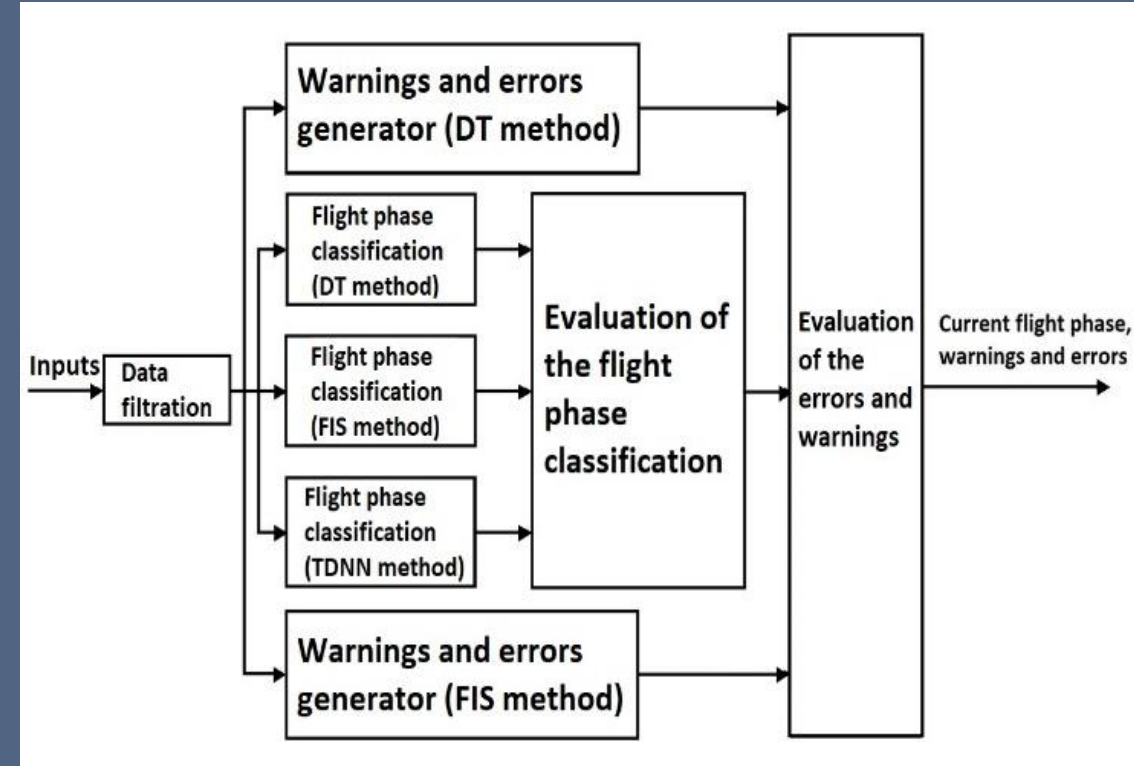 Warnings and errors
generator (DT method)
Flight phase
classification
(DT method)
Inputs
Data
filtration
Flight phase
classification
(FIS method)
Flight phase
classification
(TDNN method)
Evaluation of
the flight
phase
classification
Warnings and errors
generator (FIS method)
Evaluation
of the
errors and
warnings
Current flight phase,
warnings and errors